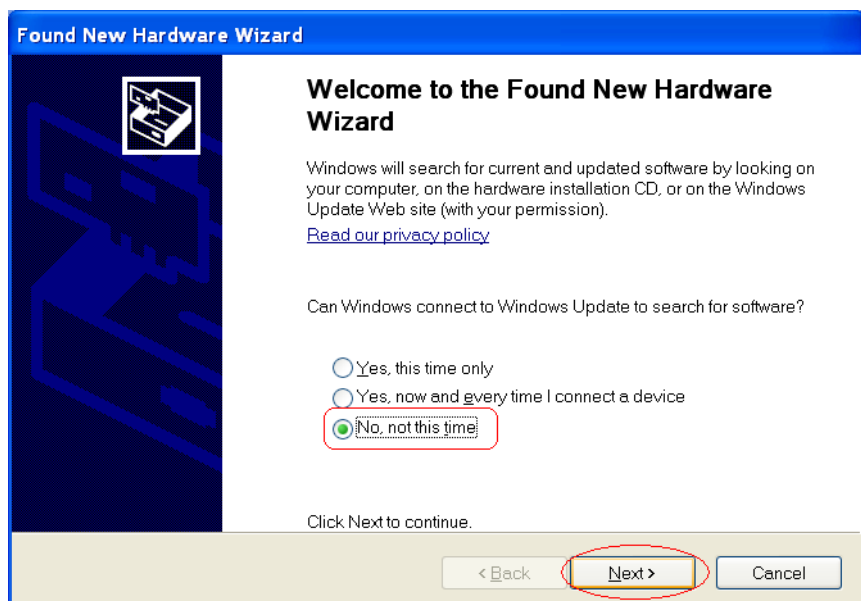 Found New Hardware Wizard
Welcome to the Found New Hardware
Wizard
Windows will search for current and updated software by looking on
your computer, on the hardware installation CD, or on the Windows
Update Web site (with your permission).
Read our privacy policy
Can Windows connect to Windows Update to search for software?
Yes, this time only
Yes, now and every time I connect a device
No, not this time
Click Next to continue.
< Back Next > Cancel